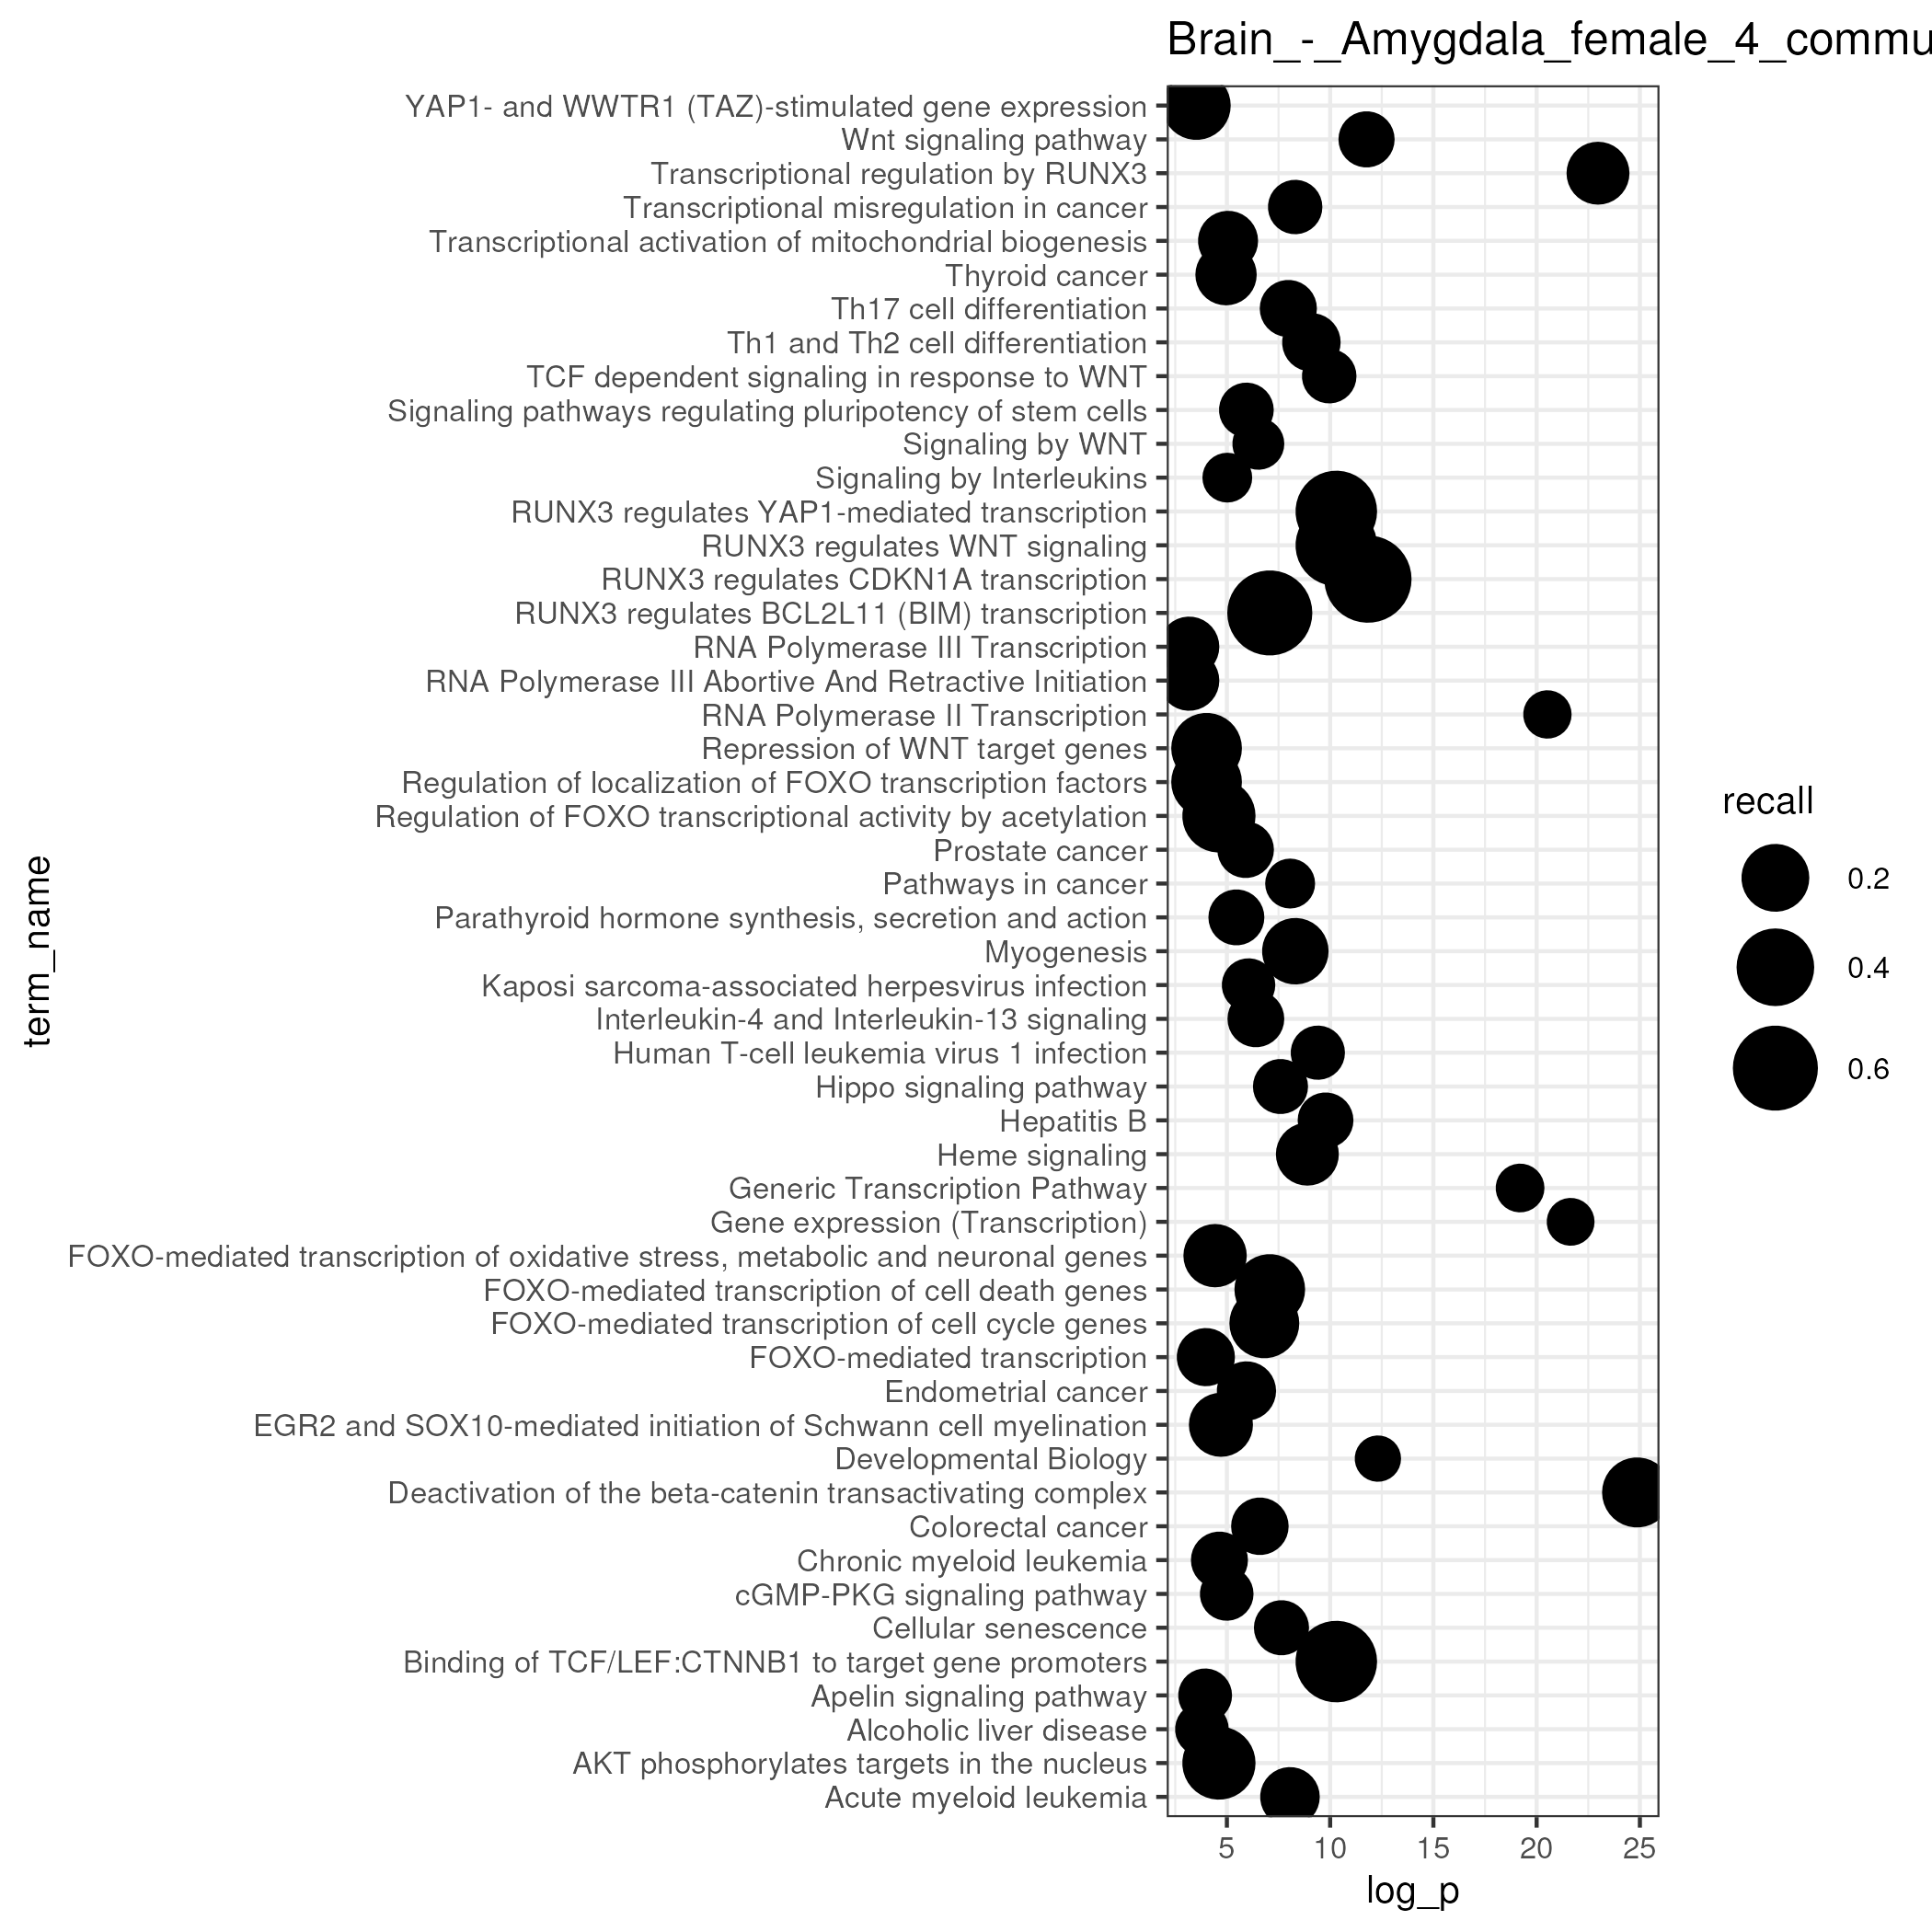 Brain_-_Amygdala_female_4_commu
YAP1- and WWTR1 (TAZ)-stimulated gene expression
Wnt signaling pathway
Transcriptional regulation by RUNX3
Transcriptional misregulation in cancer
Transcriptional activation of mitochondrial biogenesis
Thyroid cancer
Th17 cell differentiation
Th1 and Th2 cell differentiation
TCF dependent signaling in response to WNT
Signaling pathways regulating pluripotency of stem cells
Signaling by WNT
Signaling by Interleukins
RUNX3 regulates YAP1-mediated transcription
RUNX3 regulates WNT signaling
RUNX3 regulates CDKN1A transcription
RUNX3 regulates BCL2L11 (BIM) transcription
RNA Polymerase III Transcription
RNA Polymerase III Abortive And Retractive Initiation
RNA Polymerase II Transcription
Repression of WNT target genes
Regulation of localization of FOXO transcription factors
Regulation of FOXO transcriptional activity by acetylation
Prostate cancer
Pathways in cancer
Parathyroid hormone synthesis, secretion and action
Myogenesis
Kaposi sarcoma-associated herpesvirus infection
Interleukin-4 and Interleukin-13 signaling
Human T-cell leukemia virus 1 infection
Hippo signaling pathway
Hepatitis B
Heme signaling
Generic Transcription Pathway
Gene expression (Transcription)
FOXO-mediated transcription of oxidative stress, metabolic and neuronal genes
FOXO-mediated transcription of cell death genes
FOXO-mediated transcription of cell cycle genes
FOXO-mediated transcription
Endometrial cancer
EGR2 and SOX10-mediated initiation of Schwann cell myelination
Developmental Biology
Deactivation of the beta-catenin transactivating complex
Colorectal cancer
Chronic myeloid leukemia
cGMP-PKG signaling pathway
Cellular senescence
Binding of TCF/LEF:CTNNB1 to target gene promoters
Apelin signaling pathway
Alcoholic liver disease
AKT phosphorylates targets in the nucleus
Acute myeloid leukemia
term_name
5 10 15 20 25
log_p
recall
0.2
0.4
0.6